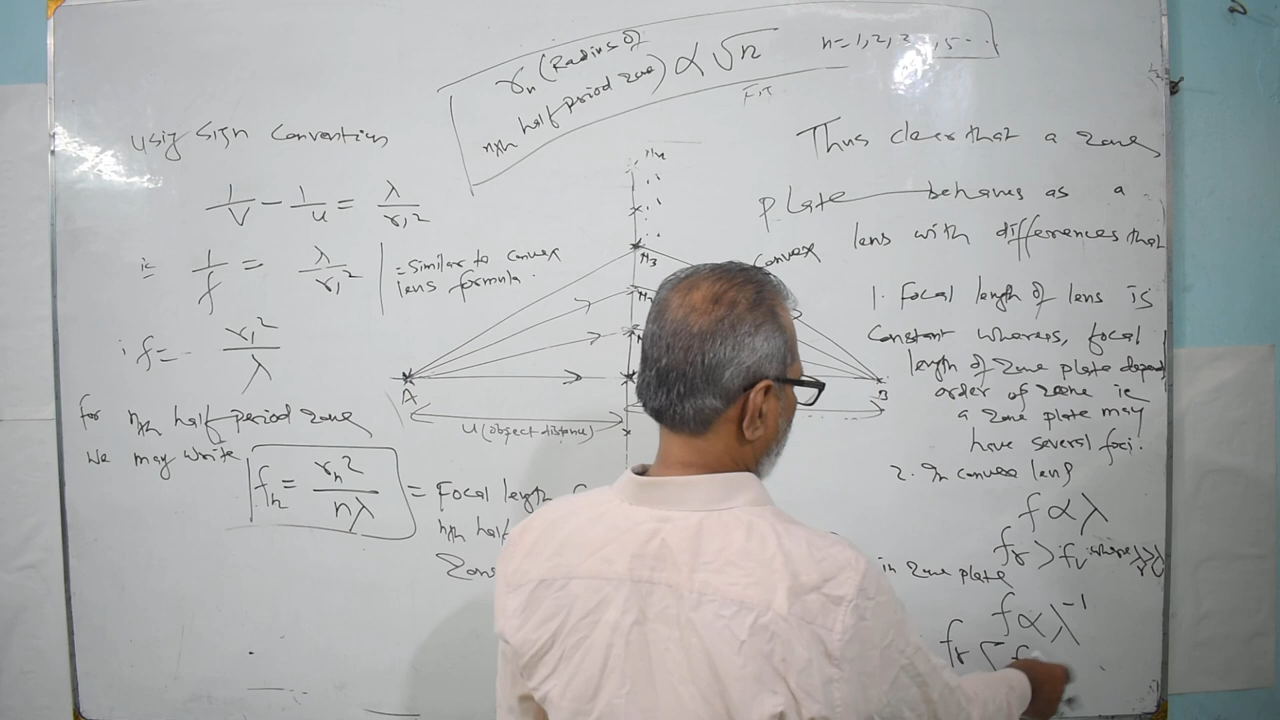 rₙ (Radius of
nth half period zone) ∝ √n
n = 1, 2, 3 , 5 - - .
Using Sign Convention
1/V - 1/u = λ/r₁²
ie 1/f = λ/r₁²
= Similar to convex
lens formula.
f = r₁²/λ
for nth half period zone
We may write
fₙ = rₙ²/nλ
= Focal length
nth half
Zone
M₃
A
B
U (object distance)
Thus clear that a Zone
Plate behaves as a
Convex lens with differences that
1. Focal length of lens is
Constant whereas, focal
length of Zone plate depend
order of zone ie
a Zone plate may
have several foci.
2. In convex lens
f ∝ λ
fr > fv where
in Zone plate
f ∝ λ⁻¹
fr < f